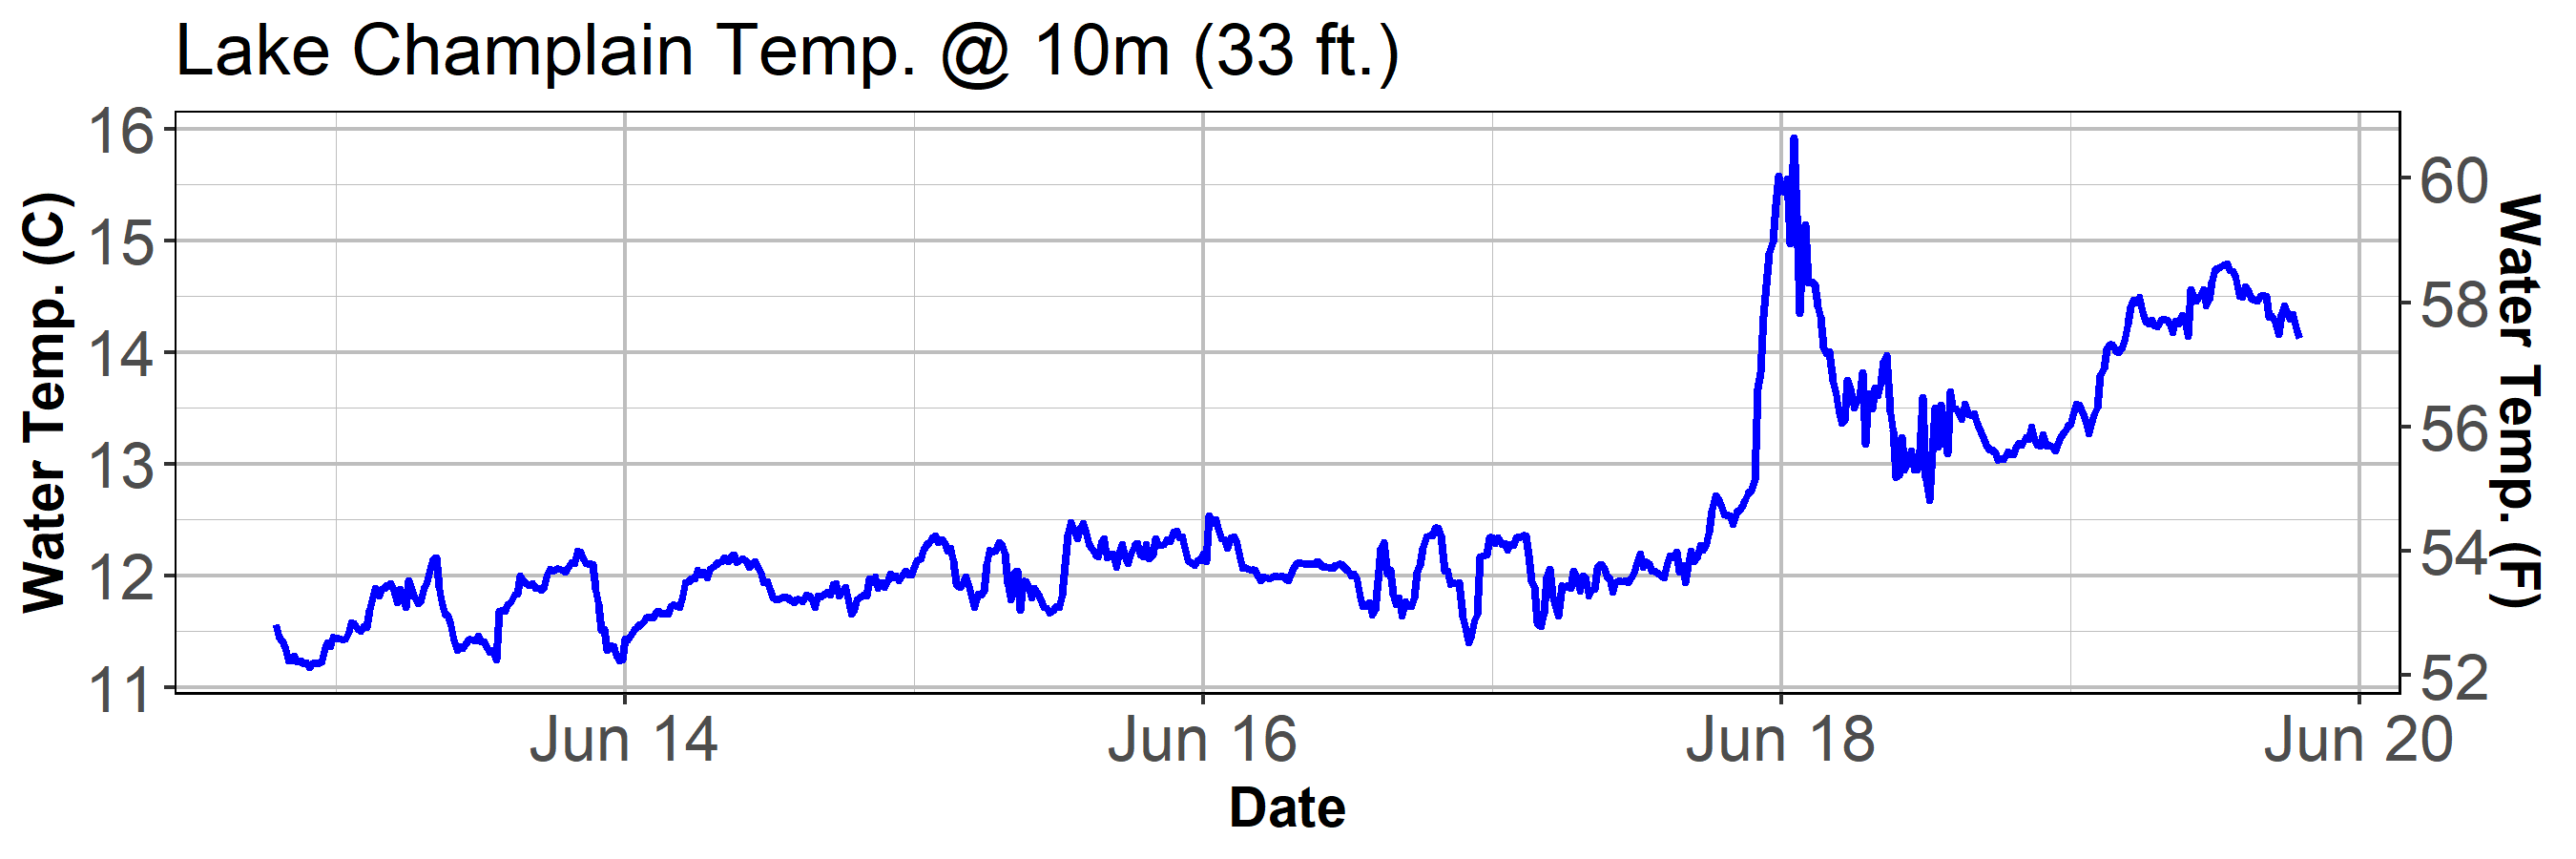 Lake Champlain Temp. @ 10m (33 ft.)
Water Temp. (C)
16
15
14
13
12
11
60
58
56
54
52
Water Temp. (F)
Jun 14
Jun 16
Jun 18
Jun 20
Date